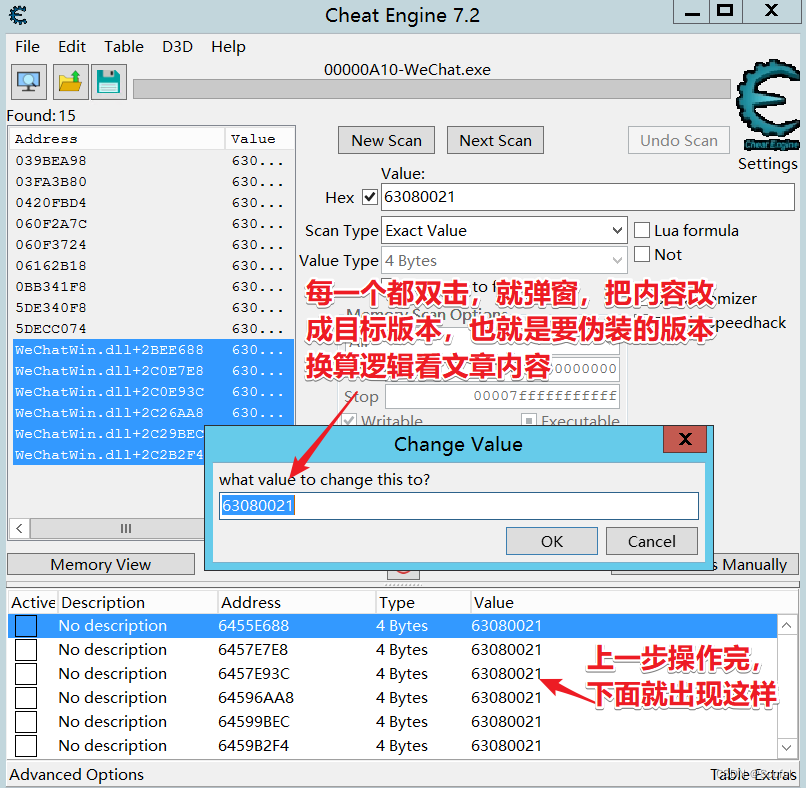 Cheat Engine 7.2
File Edit Table D3D Help
00000A10-WeChat.exe
Found:15
Address Value
039BEA98 630...
03FA3B80 630...
0420FBD4 630...
060F2A7C 630...
060F3724 630...
06162B18 630...
0BB341F8 630...
5DE340F8 630...
5DECC074 630...
WeChatWin.dll+2BEE688 630...
WeChatWin.dll+2C0E7E8 630...
WeChatWin.dll+2C0E93C 630...
WeChatWin.dll+2C26AA8 630...
WeChatWin.dll+2C29BEC
WeChatWin.dll+2C2B2F4
New Scan Next Scan Undo Scan
Cheat Engine
Settings
Value:
Hex 63080021
Scan Type Exact Value Lua formula
Not
Value Type 4 Bytes
Memory Scan Options
每一个都双击，就弹窗，把内容改
成目标版本，也就是要伪装的版本
换算逻辑看文章内容
Stop 00007fffffffffff
Writable Executable
Change Value
what value to change this to?
63080021
OK Cancel
Memory View
Manually
Active Description Address Type Value
No description 6455E688 4 Bytes 63080021
No description 6457E7E8 4 Bytes 63080021
No description 6457E93C 4 Bytes 63080021
No description 64596AA8 4 Bytes 63080021
No description 64599BEC 4 Bytes 63080021
No description 6459B2F4 4 Bytes 63080021
上一步操作完，
下面就出现这样
Advanced Options Table Extras